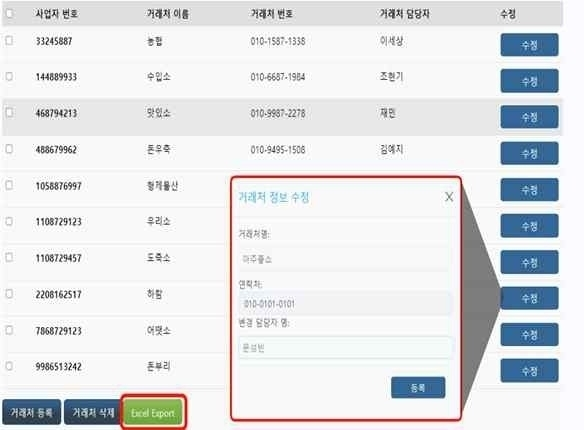 사업자 번호 거래처 이름 거래처 번호 거래처 담당자 수정
33245887 농협 010-1587-1338 이세상 수정
144889933 수입소 010-6687-1984 조현기 수정
468794213 맛있소 010-9987-2278 재민 수정
488679962 돈우축 010-9495-1508 김예지 수정
1058876997 형제물산 수정
1108729123 우리소 수정
1108729457 도축소 수정
2208162517 하림 수정
7868729123 어땟소 수정
9986513242 돈부리 수정
거래처 정보 수정 X
거래처명:
아주좋소
연락처:
010-0101-0101
변경 담당자 명:
문성빈
등록
거래처 등록 거래처 삭제 Excel Export